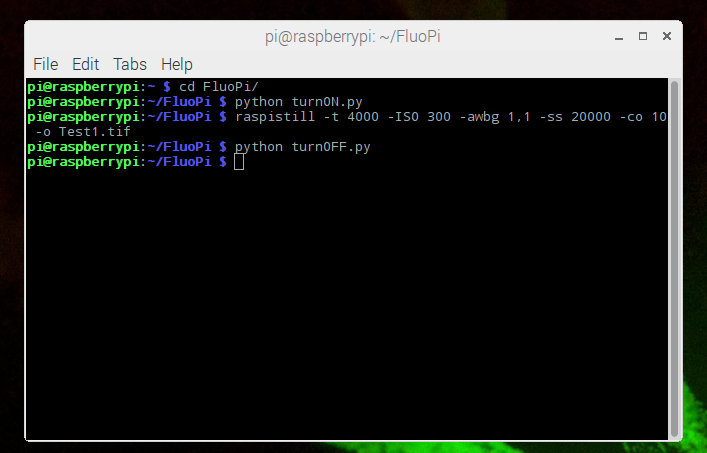 pi@raspberrypi: ~/FluoPi
File Edit Tabs Help
pi@raspberrypi:~ $ cd FluoPi/
pi@raspberrypi:~/FluoPi $ python turnON.py
pi@raspberrypi:~/FluoPi $ raspistill -t 4000 -ISO 300 -awbg 1,1 -ss 20000 -co 10
-o Test1.tif
pi@raspberrypi:~/FluoPi $ python turnOFF.py
pi@raspberrypi:~/FluoPi $